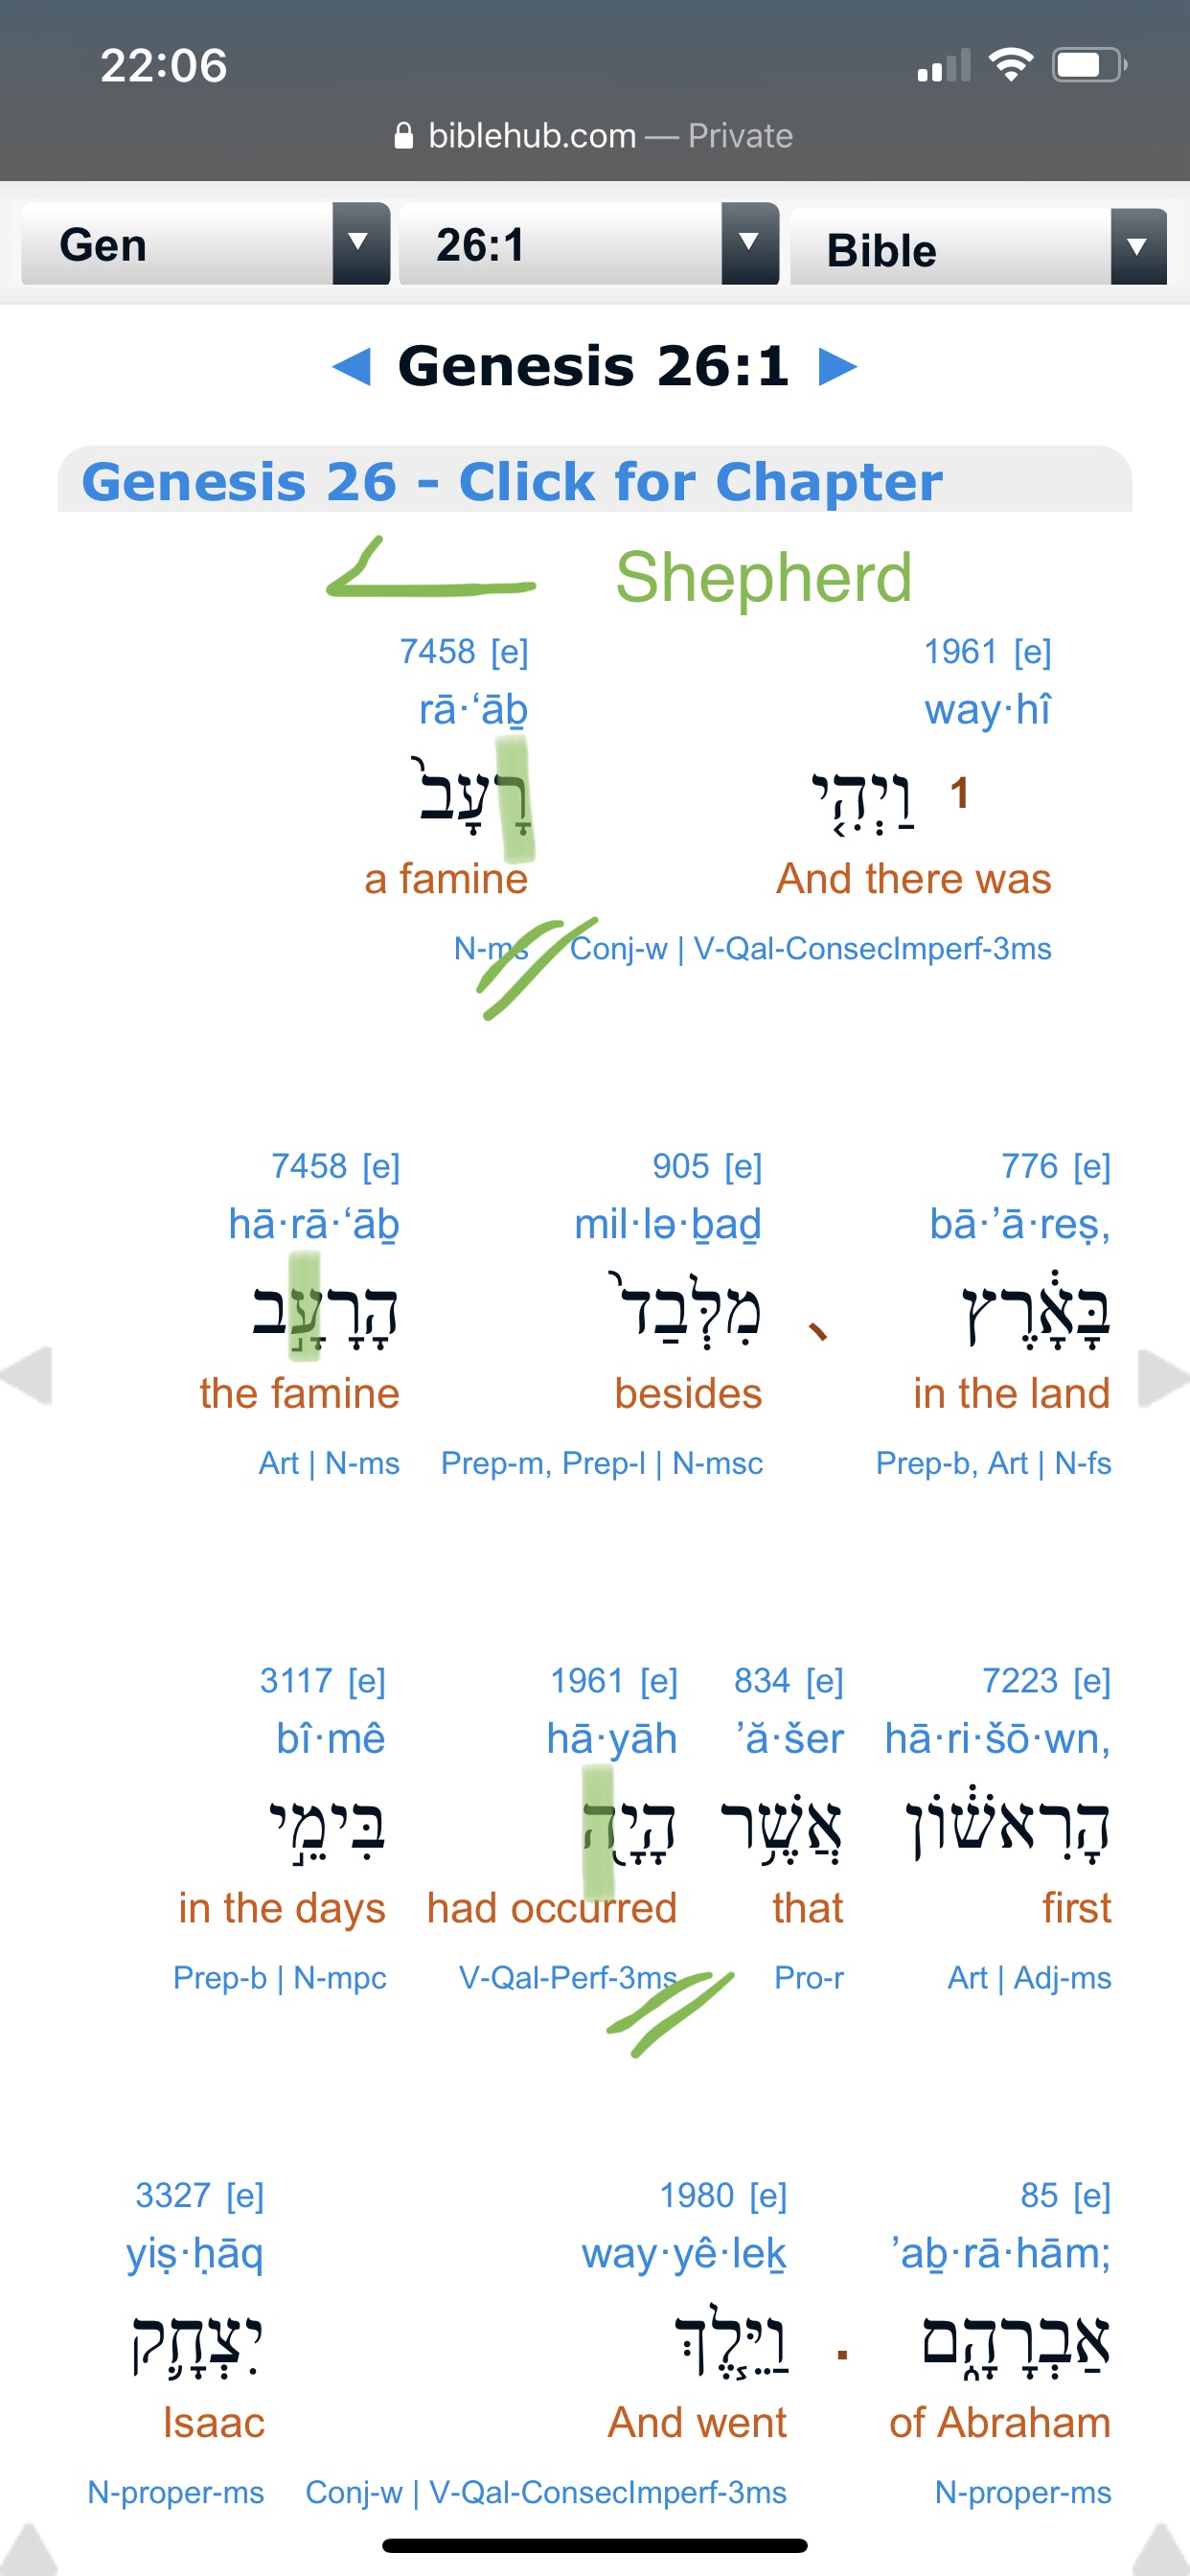 22:06
biblehub.com — Private
Gen ▼ 26:1 ▼ Bible ▼
◀ Genesis 26:1 ▶
Genesis 26 - Click for Chapter
Shepherd
7458 [e] 1961 [e]
rā·‘āḇ way·hî
1 וַיְהִ֤י רָעָב֙
a famine And there was
N-ms Conj-w | V-Qal-ConsecImperf-3ms
7458 [e] 905 [e] 776 [e]
hā·rā·‘āḇ mil·lə·ḇaḏ bā·’ā·reṣ,
בָּאָ֔רֶץ 、 מִלְּבַד֙ הָרָעָ֣ב
the famine besides in the land
Art | N-ms Prep-m, Prep-l | N-msc Prep-b, Art | N-fs
3117 [e] 1961 [e] 834 [e] 7223 [e]
bî·mê hā·yāh ’ă·šer hā·ri·šō·wn,
הָרִאשׁ֔וֹן אֲשֶׁ֥ר הָיָ֖ה בִּימֵ֣י
in the days had occurred that first
Prep-b | N-mpc V-Qal-Perf-3ms Pro-r Art | Adj-ms
3327 [e] 1980 [e] 85 [e]
yiṣ·ḥāq way·yê·leḵ ’aḇ·rā·hām;
אַבְרָהָ֑ם . וַיֵּ֧לֶךְ יִצְחָ֛ק
Isaac And went of Abraham
N-proper-ms Conj-w | V-Qal-ConsecImperf-3ms N-proper-ms